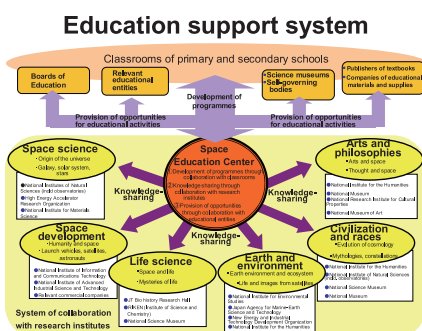 Education support system
Classrooms of primary and secondary schools
Boards of
Education
Relevant
educational
entities
Development of
programmes
Science museums
Self-governing
bodies
Publishers of textbooks
Companies of educational
materials and supplies
Provision of opportunities
for educational activities
Provision of opportunities
for educational activities
Space science
・Origin of the universe
・Galaxy, solar system,
stars
National Institutes of Natural
Sciences (
observatories)
High Energy Accelerator
Research Organization
National Institute for Materials
Science
Space
Education Center
Development of programmes through
collaboration with classrooms
Knowledge-sharing through
collaboration with research
institutes
Provision of opportunities
through collaboration with
educational entities
Arts and
philosophies
・Arts and space
・Thought and space
National Institute for the Humanities
National Museum
National Research Institute for Cultural
Properties
National Museum of Art
Knowledge-
sharing
Knowledge-
sharing
Knowledge-
sharing
Knowledge-
sharing
Space
development
・Humanity and space
・Launch vehicles, satellites,
astronauts
National Institute of Information
and Communications Technology
National Institute of Advanced
Industrial Science and Technology
Relevant commercial companies
Life science
・Space and life
・Mysteries of life
JT Bio history Research Hall
RIKEN (Institute of Science and
Chemistry)
National Science Museum
Earth and
environment
・Earth environment and ecosystem
・Life and images from satellites
National Institute for Environmental
Studies
Japan Agency for Marine-Earth
Science and Technology
New Energy and Industrial
Technology Development Organization
National Institute for the Humanities
Civilization
and races
・Evolution of cosmology
・Mythologies, constellations
National Institute for the Humanities
National Institutes of Natural Sciences
observatories)
National Science Museum
National Museum
System of collaboration
with research institutes